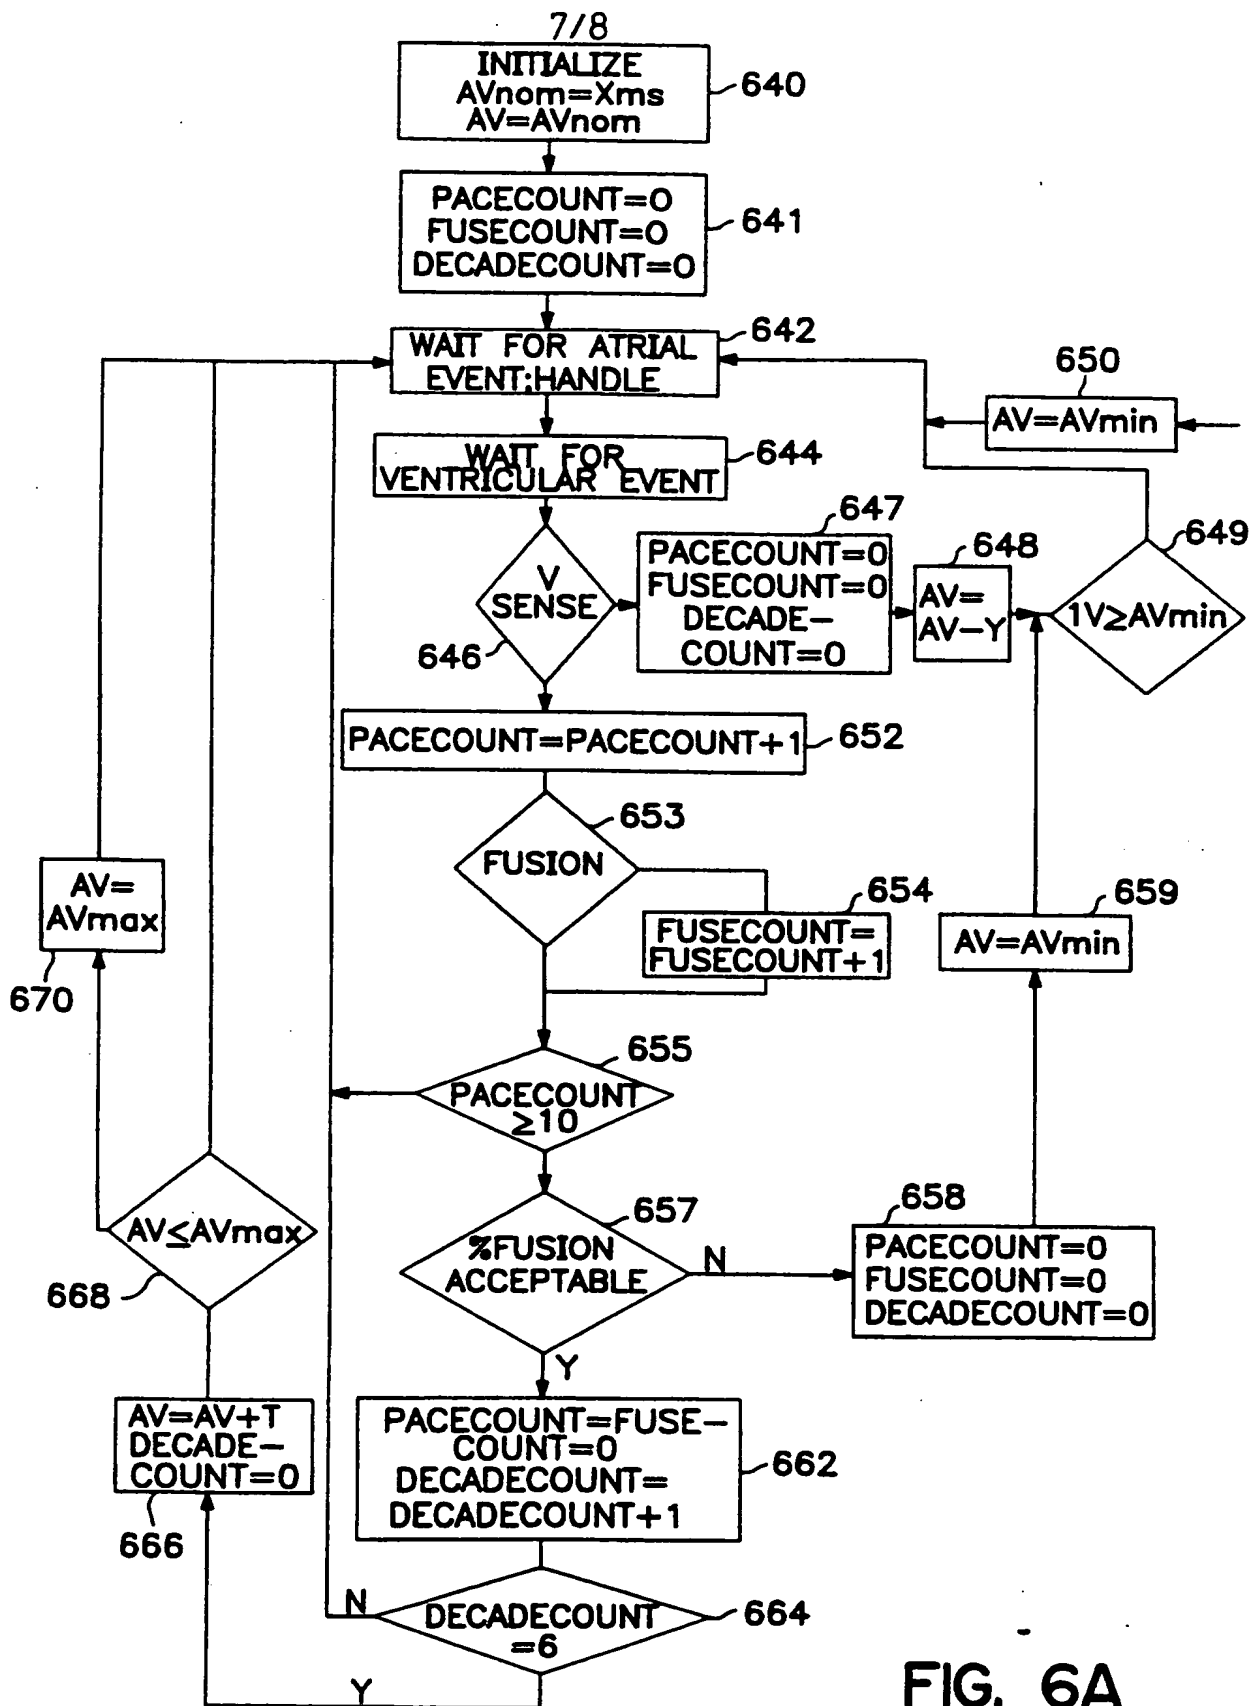 7/8
INITIALIZE
AVnom=Xms
AV=AVnom
640
PACECOUNT=0
FUSECOUNT=0
DECADECOUNT=0
641
WAIT FOR ATRIAL
EVENT:HANDLE
642
650
AV=AVmin
WAIT FOR
VENTRICULAR EVENT
644
V
SENSE
646
647
PACECOUNT=0
FUSECOUNT=0
DECADE-
COUNT=0
648
AV=
AV-Y
649
1V≥AVmin
PACECOUNT=PACECOUNT+1
652
FUSION
653
654
FUSECOUNT=
FUSECOUNT+1
659
AV=AVmin
AV=
AVmax
670
655
PACECOUNT
≥10
657
%FUSION
ACCEPTABLE
N
Y
658
PACECOUNT=0
FUSECOUNT=0
DECADECOUNT=0
AV≤AVmax
668
AV=AV+T
DECADE-
COUNT=0
666
PACECOUNT=FUSE-
COUNT=0
DECADECOUNT=
DECADECOUNT+1
662
N
DECADECOUNT
=6
664
Y
FIG. 6A